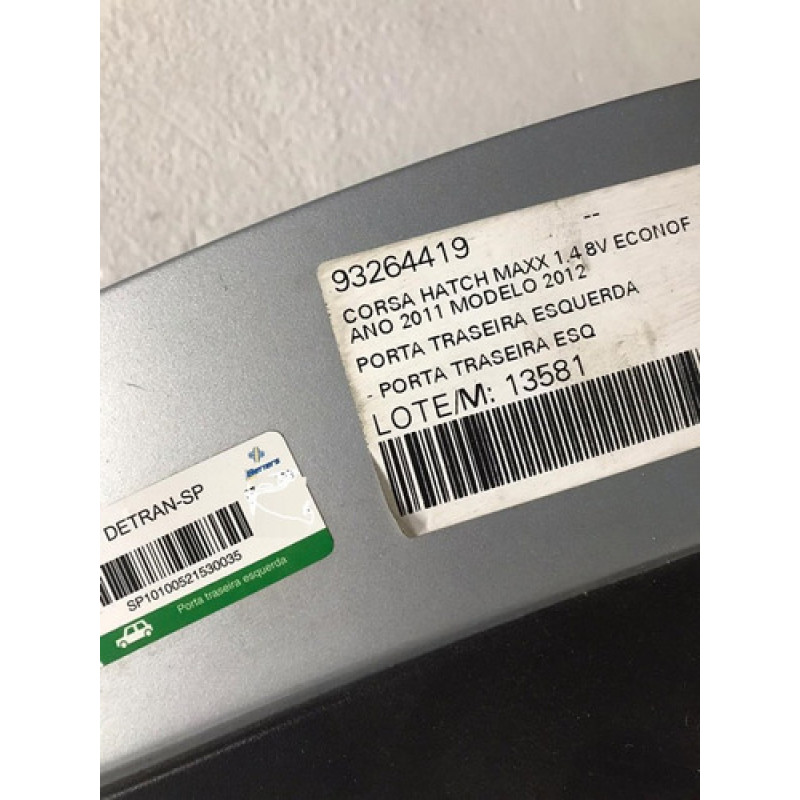 --
93264419
CORSA HATCH MAXX 1.4 8V ECONOF
ANO 2011 MODELO 2012
PORTA TRASEIRA ESQUERDA
- PORTA TRASEIRA ESQ
LOTE/M: 13581
DETRAN-SP
SP10100521530035
Porta traseira esquerda